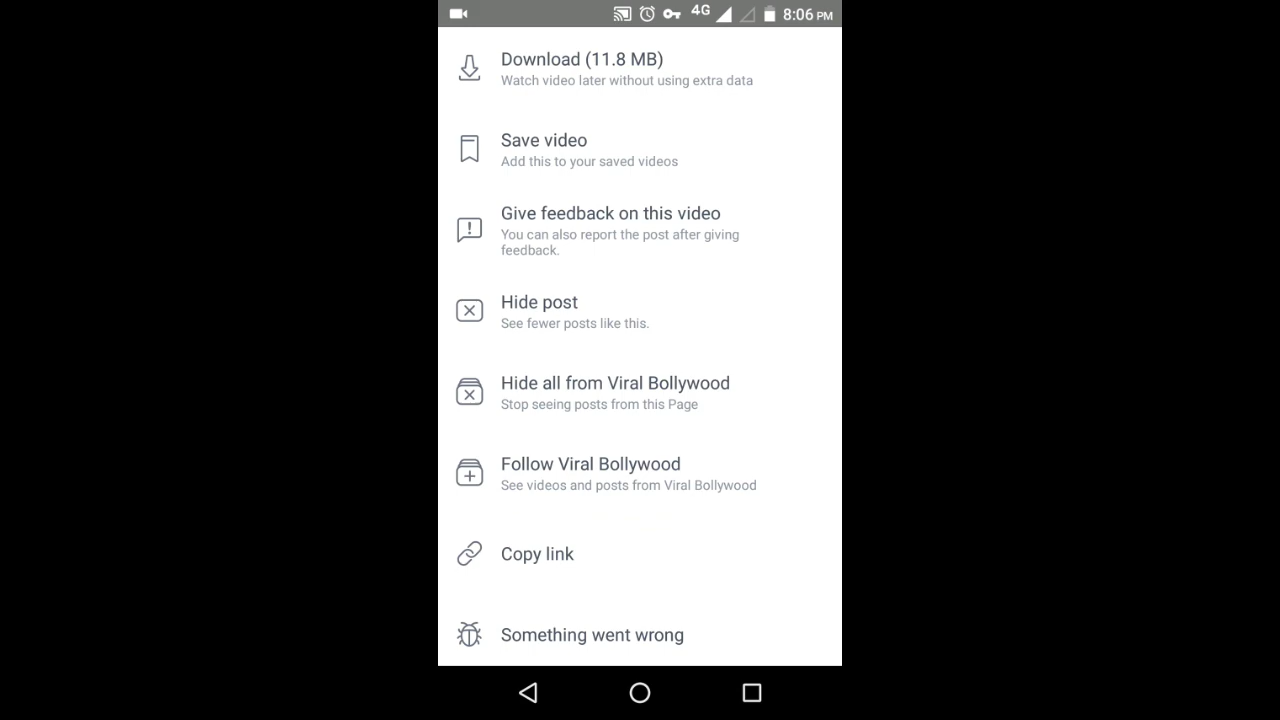 4G 8:06 PM
Download (11.8 MB)
Watch video later without using extra data
Save video
Add this to your saved videos
Give feedback on this video
You can also report the post after giving
feedback.
Hide post
See fewer posts like this.
Hide all from Viral Bollywood
Stop seeing posts from this Page
Follow Viral Bollywood
See videos and posts from Viral Bollywood
Copy link
Something went wrong